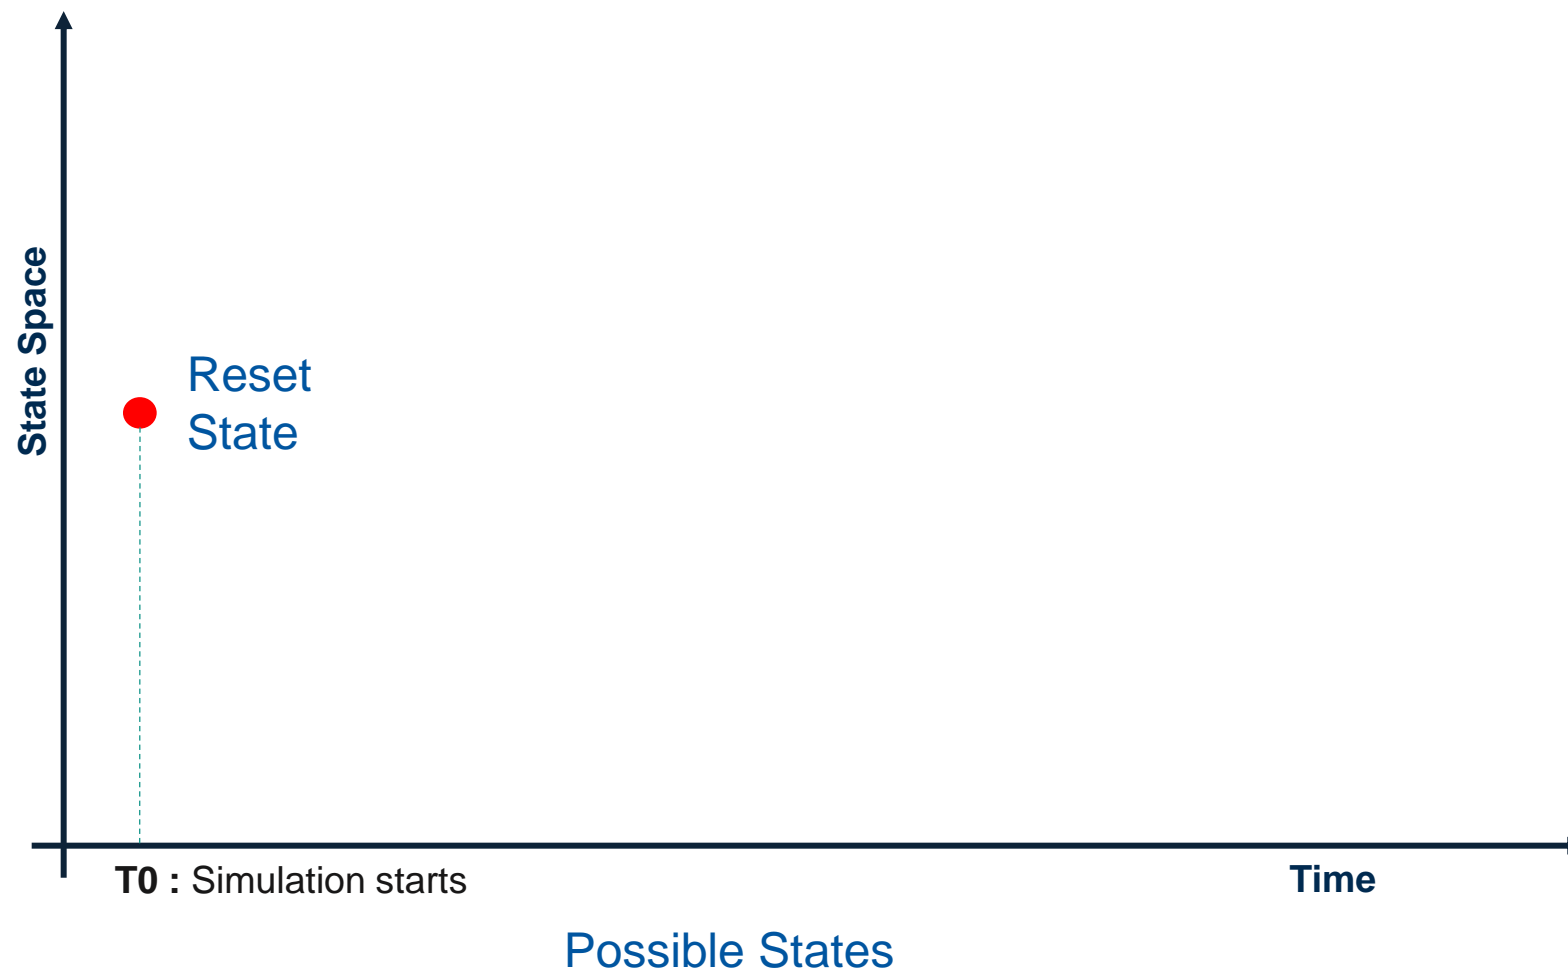 State Space
Reset
State
T0 : Simulation starts
Time
Possible States